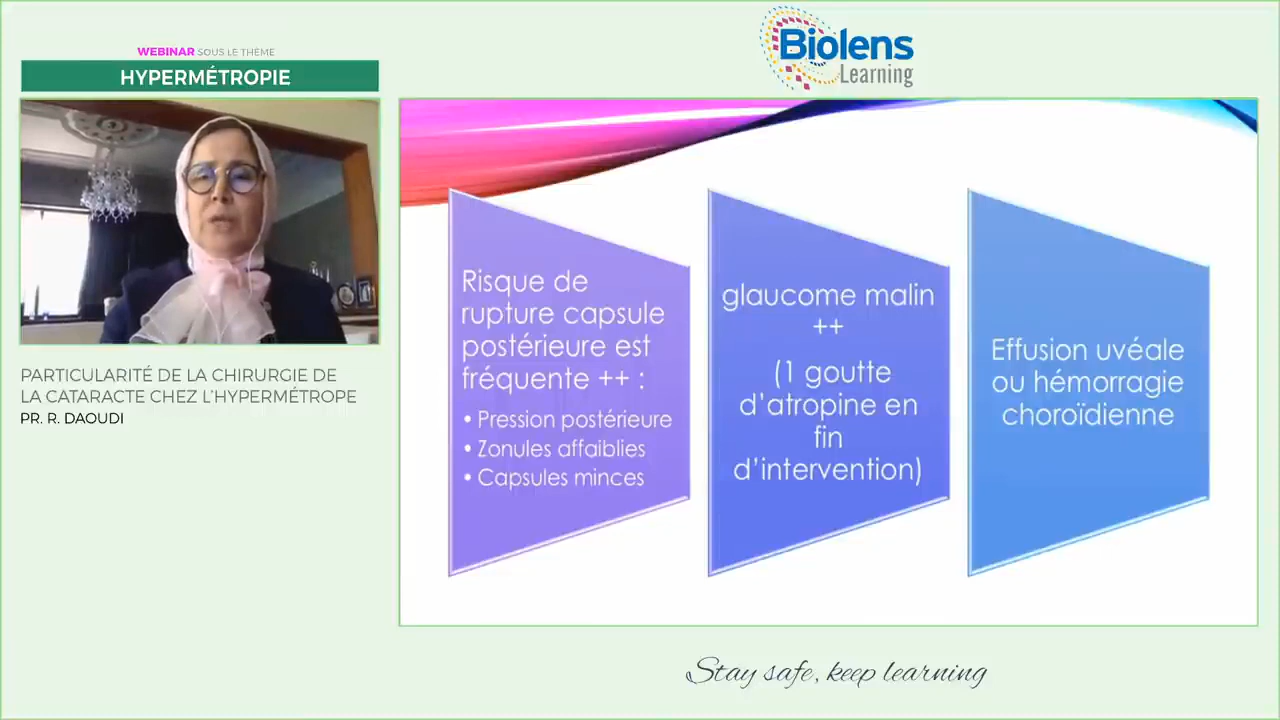 WEBINAR SOUS LE THÈME
HYPERMÉTROPIE
Biolens
Learning
PARTICULARITÉ DE LA CHIRURGIE DE
LA CATARACTE CHEZ L'HYPERMÉTROPE
PR. R. DAOUDI
Risque de
rupture capsule
postérieure est
fréquente ++ :
• Pression postérieure
• Zonules affaiblies
• Capsules minces
glaucome malin
++
(1 goutte
d'atropine en
fin
d'intervention)
Effusion uvéale
ou hémorragie
choroïdienne
Stay safe, keep learning